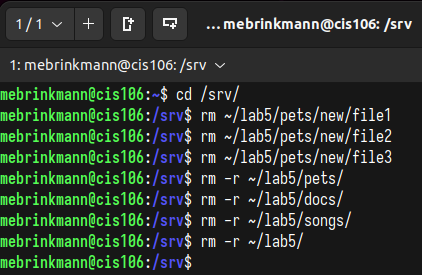 1 / 1
... mebrinkmann@cis106: /srv
1: mebrinkmann@cis106: /srv
mebrinkmann@cis106:~$ cd /srv/
mebrinkmann@cis106:/srv$ rm ~/lab5/pets/new/file1
mebrinkmann@cis106:/srv$ rm ~/lab5/pets/new/file2
mebrinkmann@cis106:/srv$ rm ~/lab5/pets/new/file3
mebrinkmann@cis106:/srv$ rm -r ~/lab5/pets/
mebrinkmann@cis106:/srv$ rm -r ~/lab5/docs/
mebrinkmann@cis106:/srv$ rm -r ~/lab5/songs/
mebrinkmann@cis106:/srv$ rm -r ~/lab5/
mebrinkmann@cis106:/srv$